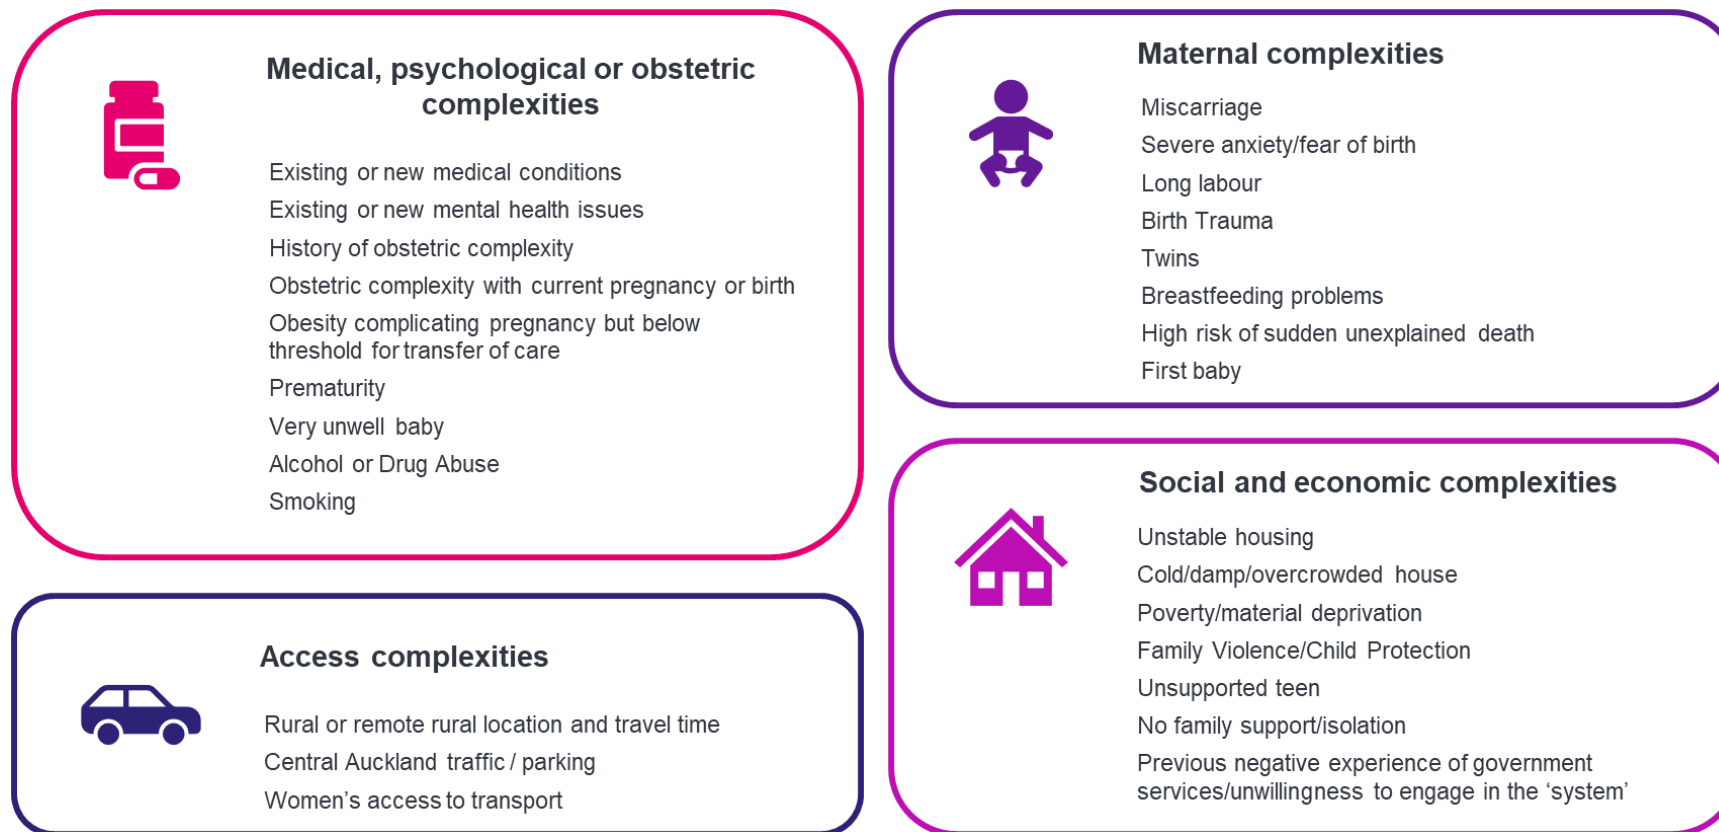 Medical, psychological or obstetric
complexities
Existing or new medical conditions
Existing or new mental health issues
History of obstetric complexity
Obstetric complexity with current pregnancy or birth
Obesity complicating pregnancy but below
threshold for transfer of care
Prematurity
Very unwell baby
Alcohol or Drug Abuse
Smoking
Maternal complexities
Miscarriage
Severe anxiety/fear of birth
Long labour
Birth Trauma
Twins
Breastfeeding problems
High risk of sudden unexplained death
First baby
Access complexities
Rural or remote rural location and travel time
Central Auckland traffic / parking
Women’s access to transport
Social and economic complexities
Unstable housing
Cold/damp/overcrowded house
Poverty/material deprivation
Family Violence/Child Protection
Unsupported teen
No family support/isolation
Previous negative experience of government
services/unwillingness to engage in the ‘system’